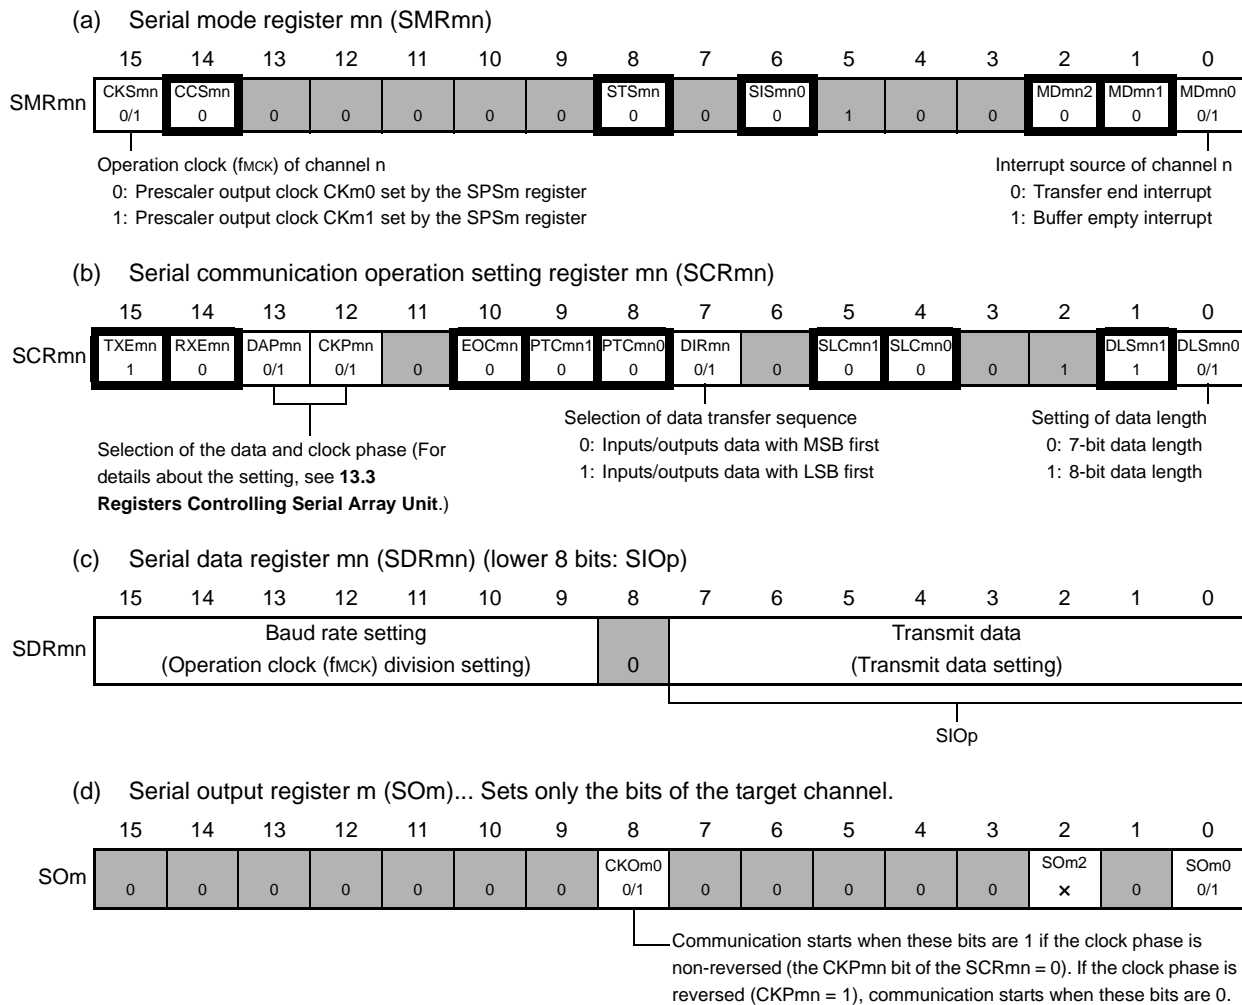 (a) Serial mode register mn (SMRmn)
15 14 13 12 11 10 9 8 7 6 5 4 3 2 1 0
SMRmn
CKSmn CCSmn STSmn SISmn0 MDmn2 MDmn1 MDmn0
0/1 0 0 0 0 0 0 0 0 0 1 0 0 0 0 0/1
Operation clock (fMCK) of channel n
0: Prescaler output clock CKm0 set by the SPSm register
1: Prescaler output clock CKm1 set by the SPSm register
Interrupt source of channel n
0: Transfer end interrupt
1: Buffer empty interrupt
(b) Serial communication operation setting register mn (SCRmn)
15 14 13 12 11 10 9 8 7 6 5 4 3 2 1 0
SCRmn
TXEmn RXEmn DAPmn CKPmn EOCmn PTCmn1 PTCmn0 DIRmn SLCmn1 SLCmn0 DLSmn1 DLSmn0
1 0 0/1 0/1 0 0 0 0 0/1 0 0 0 0 1 1 0/1
Selection of the data and clock phase (For
details about the setting, see 13.3
Registers Controlling Serial Array Unit.)
Selection of data transfer sequence
0: Inputs/outputs data with MSB first
1: Inputs/outputs data with LSB first
Setting of data length
0: 7-bit data length
1: 8-bit data length
(c) Serial data register mn (SDRmn) (lower 8 bits: SIOp)
15 14 13 12 11 10 9 8 7 6 5 4 3 2 1 0
SDRmn
Baud rate setting
(Operation clock (fMCK) division setting)
0
Transmit data
(Transmit data setting)
SIOp
(d) Serial output register m (SOm)... Sets only the bits of the target channel.
15 14 13 12 11 10 9 8 7 6 5 4 3 2 1 0
SOm
CKOm0 SOm2 SOm0
0 0 0 0 0 0 0 0/1 0 0 0 0 0 × 0 0/1
Communication starts when these bits are 1 if the clock phase is
non-reversed (the CKPmn bit of the SCRmn = 0). If the clock phase is
reversed (CKPmn = 1), communication starts when these bits are 0.